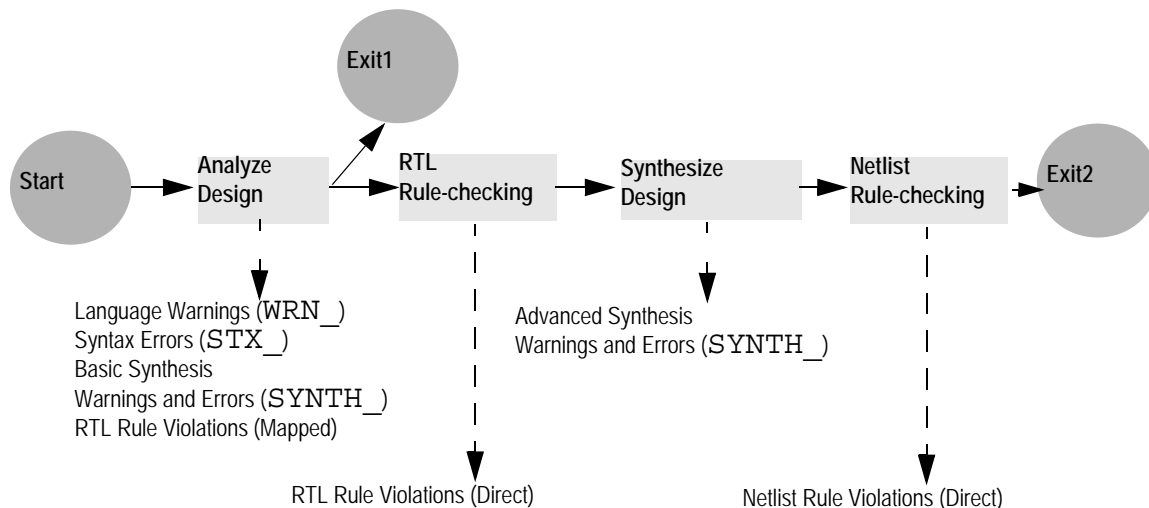 Exit1
Start
Analyze
Design
RTL
Rule-checking
Synthesize
Design
Netlist
Rule-checking
Exit2
Language Warnings (WRN_)
Syntax Errors (STX_)
Basic Synthesis
Warnings and Errors (SYNTH_)
RTL Rule Violations (Mapped)
Advanced Synthesis
Warnings and Errors (SYNTH_)
RTL Rule Violations (Direct)
Netlist Rule Violations (Direct)